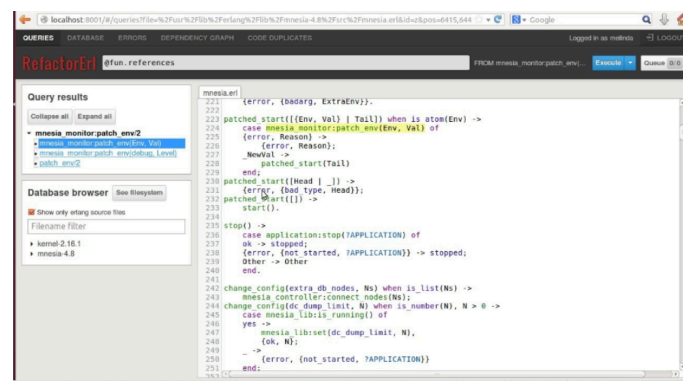 localhost:8001/#/queries?file=%2Fusr%2Flib%2Ferlang%2Flib%2Fmnesia-4.8%2Fsrc%2Fmnesia.erl&id=z&pos=6415,644
Google
QUERIES DATABASE ERRORS DEPENDENCY GRAPH CODE DUPLICATES
Logged in as melinda
LOGOU
RefactorErl
@fun.references
FROM mnesia_monitor:patch_env(...
Execute
Queue 0/0
Query results
Collapse all Expand all
mnesia_monitor:patch_env/2
mnesia_monitor:patch_env(Env, Val)
mnesia_monitor:patch_env(debug, Level)
patch_env/2
Database browser See filesystem
Show only erlang source files
Filename filter
kernel-2.16.1
mnesia-4.8
mnesia.erl
221 {error, {badarg, ExtraEnv}}.
222
223 patched_start([{Env, Val} | Tail]) when is_atom(Env) ->
224 case mnesia_monitor:patch_env(Env, Val) of
225 {error, Reason} ->
226 {error, Reason};
227 _NewVal ->
228 patched_start(Tail)
229 end;
230 patched_start([Head | _]) ->
231 {error, {bad_type, Head}};
232 patched_start([]) ->
233 start().
234
235 stop() ->
236 case application:stop(?APPLICATION) of
237 ok -> stopped;
238 {error, {not_started, ?APPLICATION}} -> stopped;
239 Other -> Other
240 end.
241
242 change_config(extra_db_nodes, Ns) when is_list(Ns) ->
243 mnesia_controller:connect_nodes(Ns);
244 change_config(dc_dump_limit, N) when is_number(N), N > 0 ->
245 case mnesia_lib:is_running() of
246 yes ->
247 mnesia_lib:set(dc_dump_limit, N),
248 {ok, N};
249 _ ->
250 {error, {not_started, ?APPLICATION}}
251 end;
252